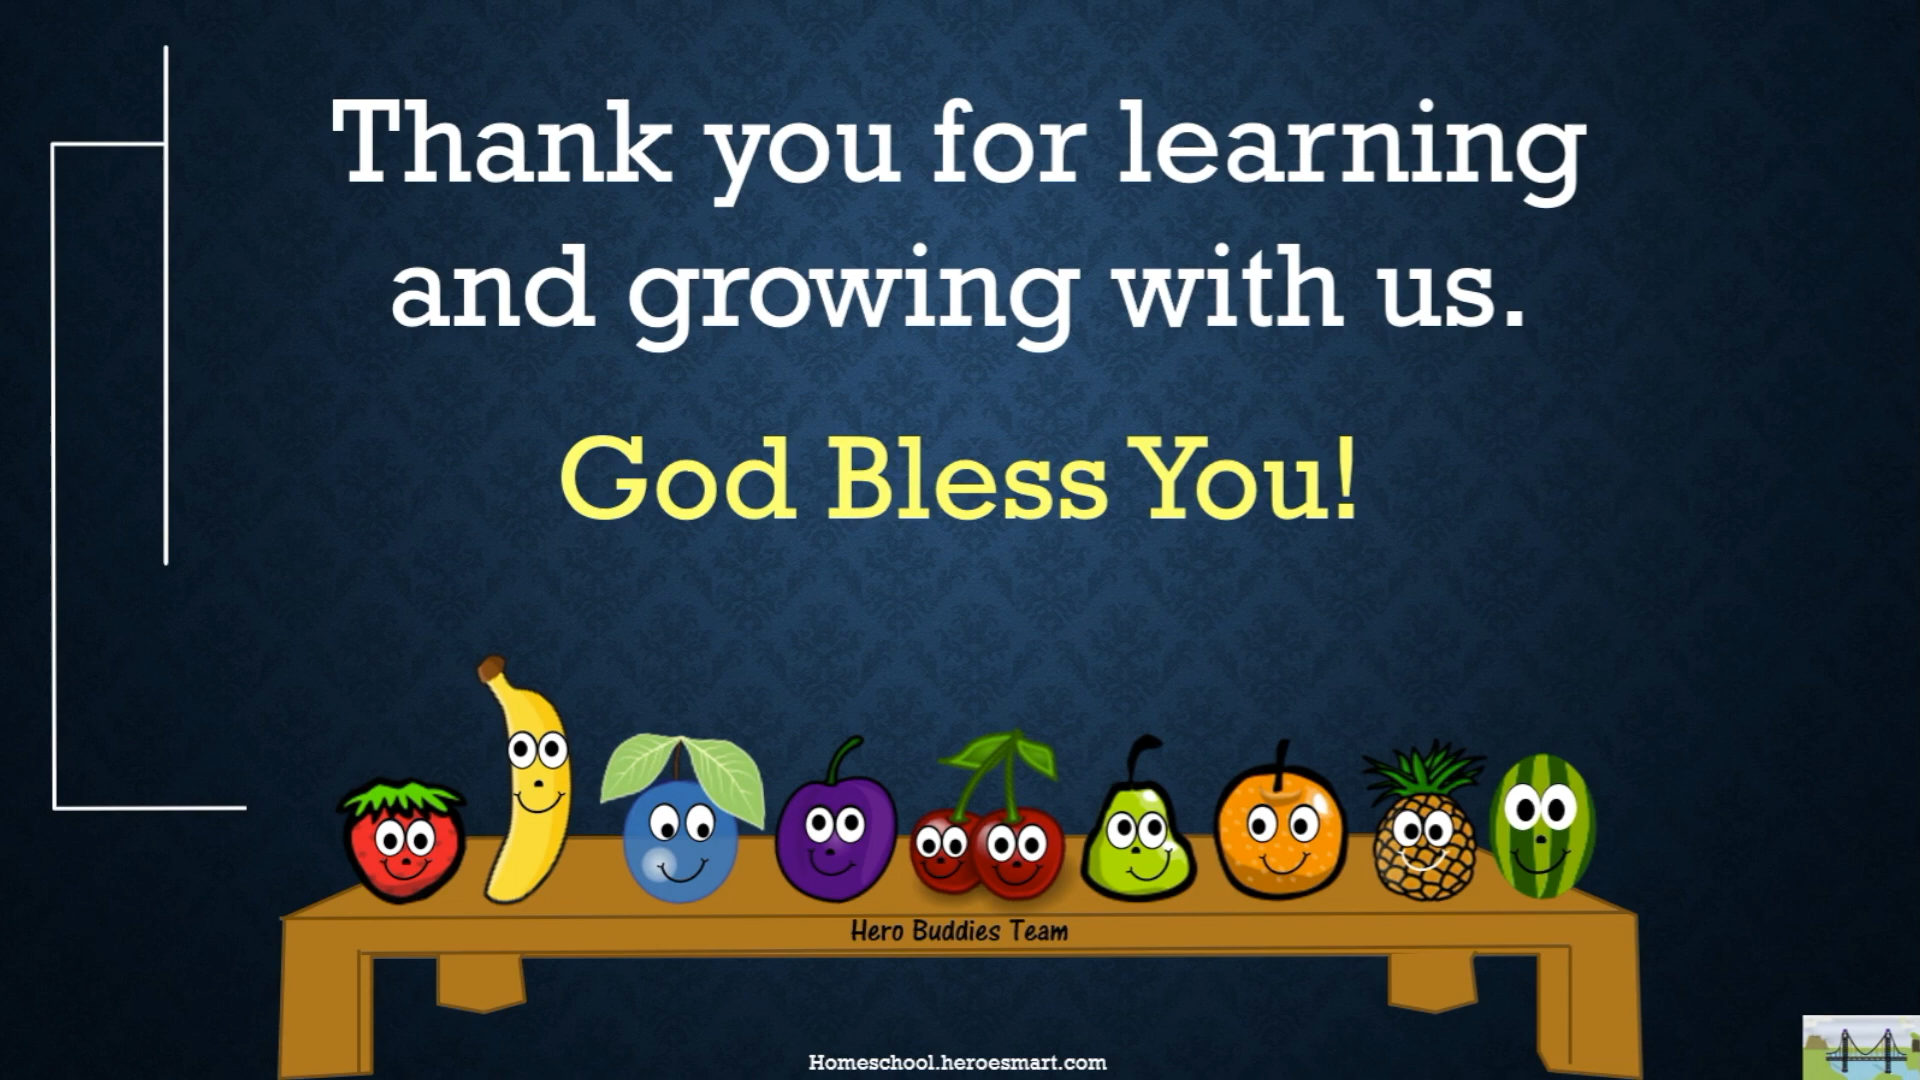 Thank you for learning
and growing with us.
God Bless You!
Hero Buddies Team
Homeschool.heroesmart.com